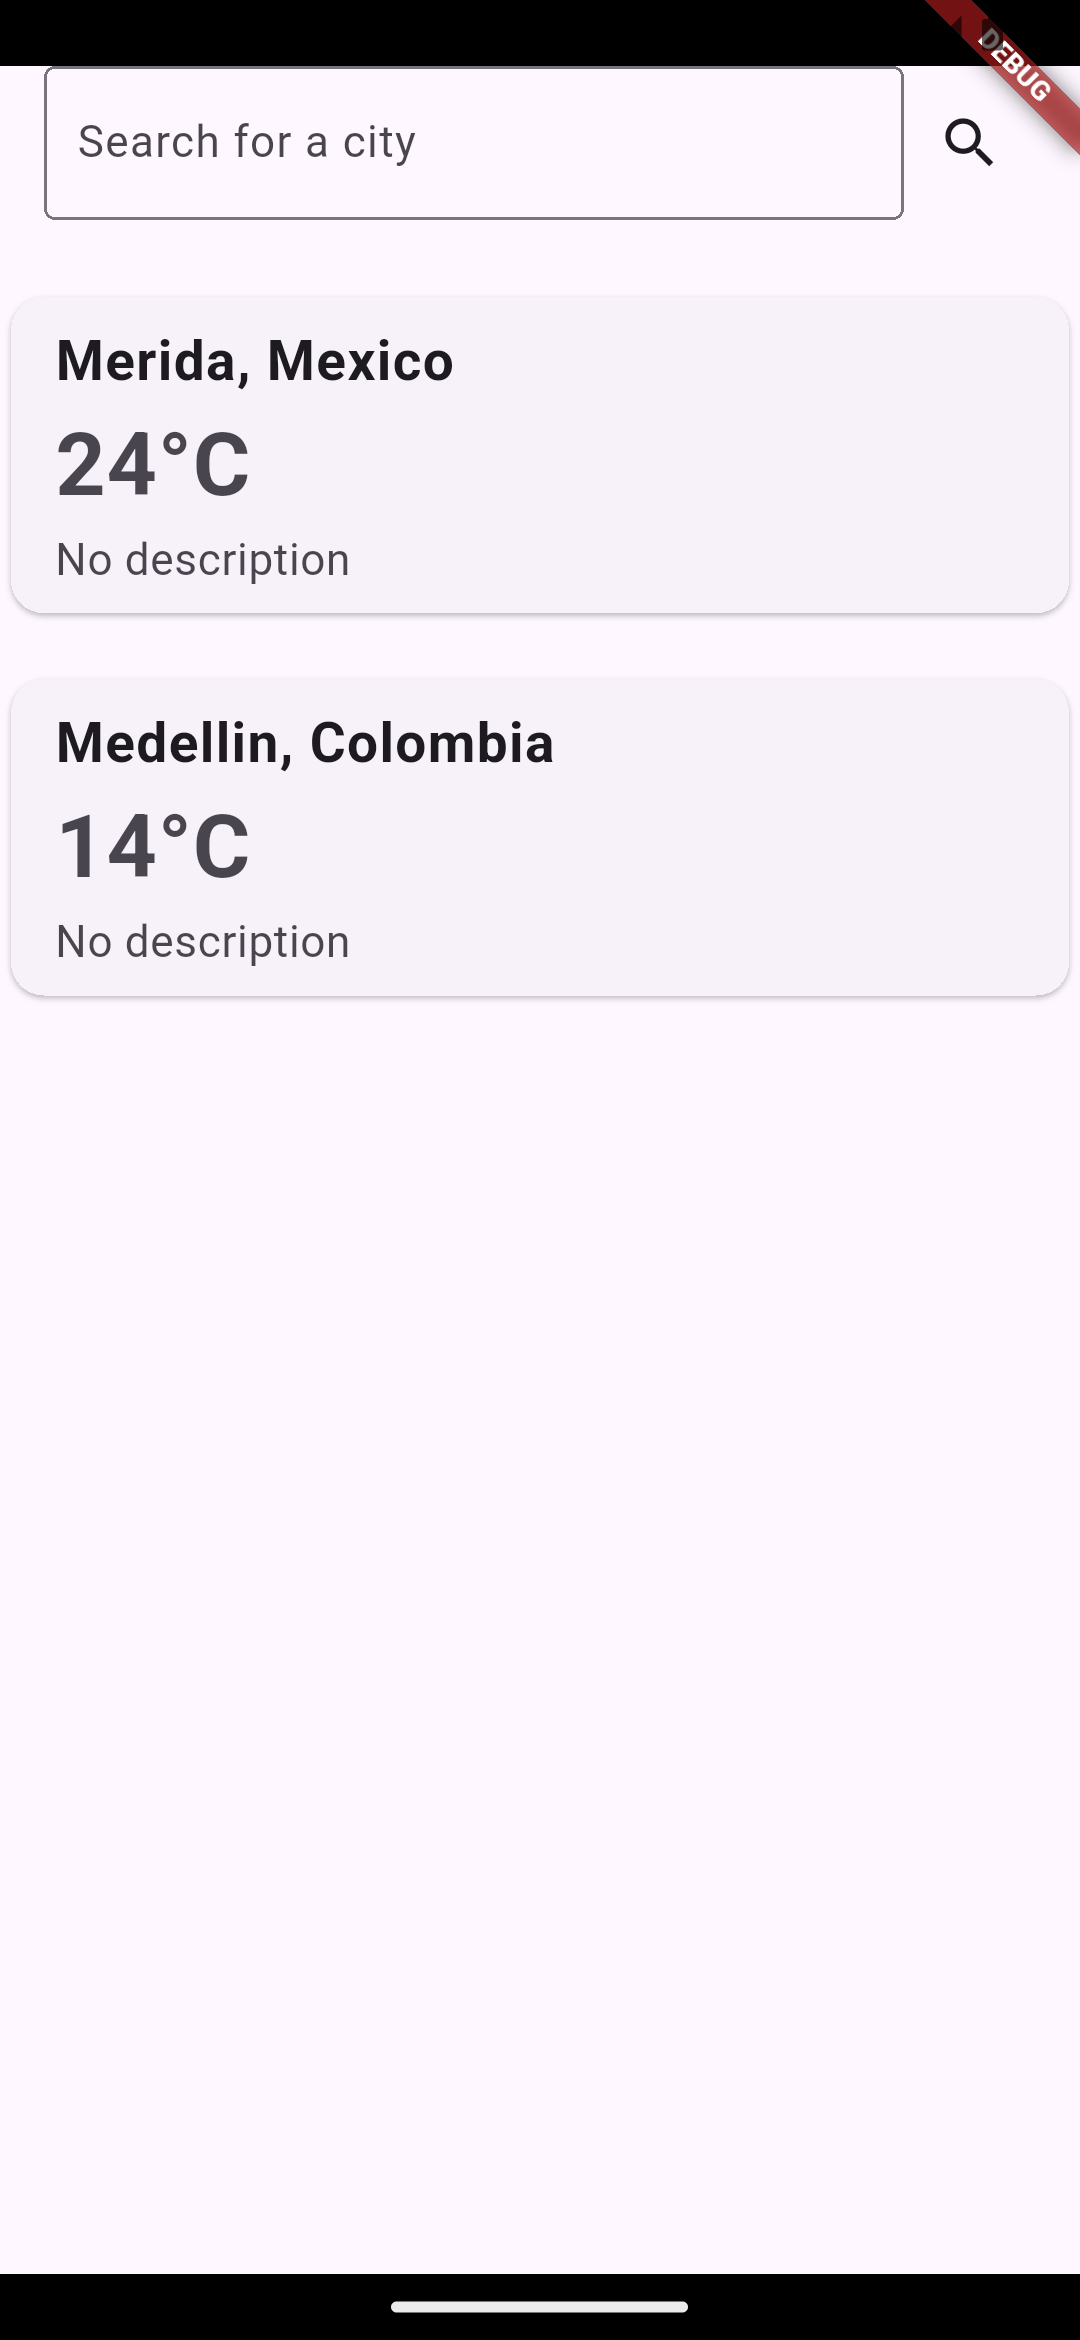 DEBUG
Search for a city
Merida, Mexico
24°C
No description
Medellin, Colombia
14°C
No description